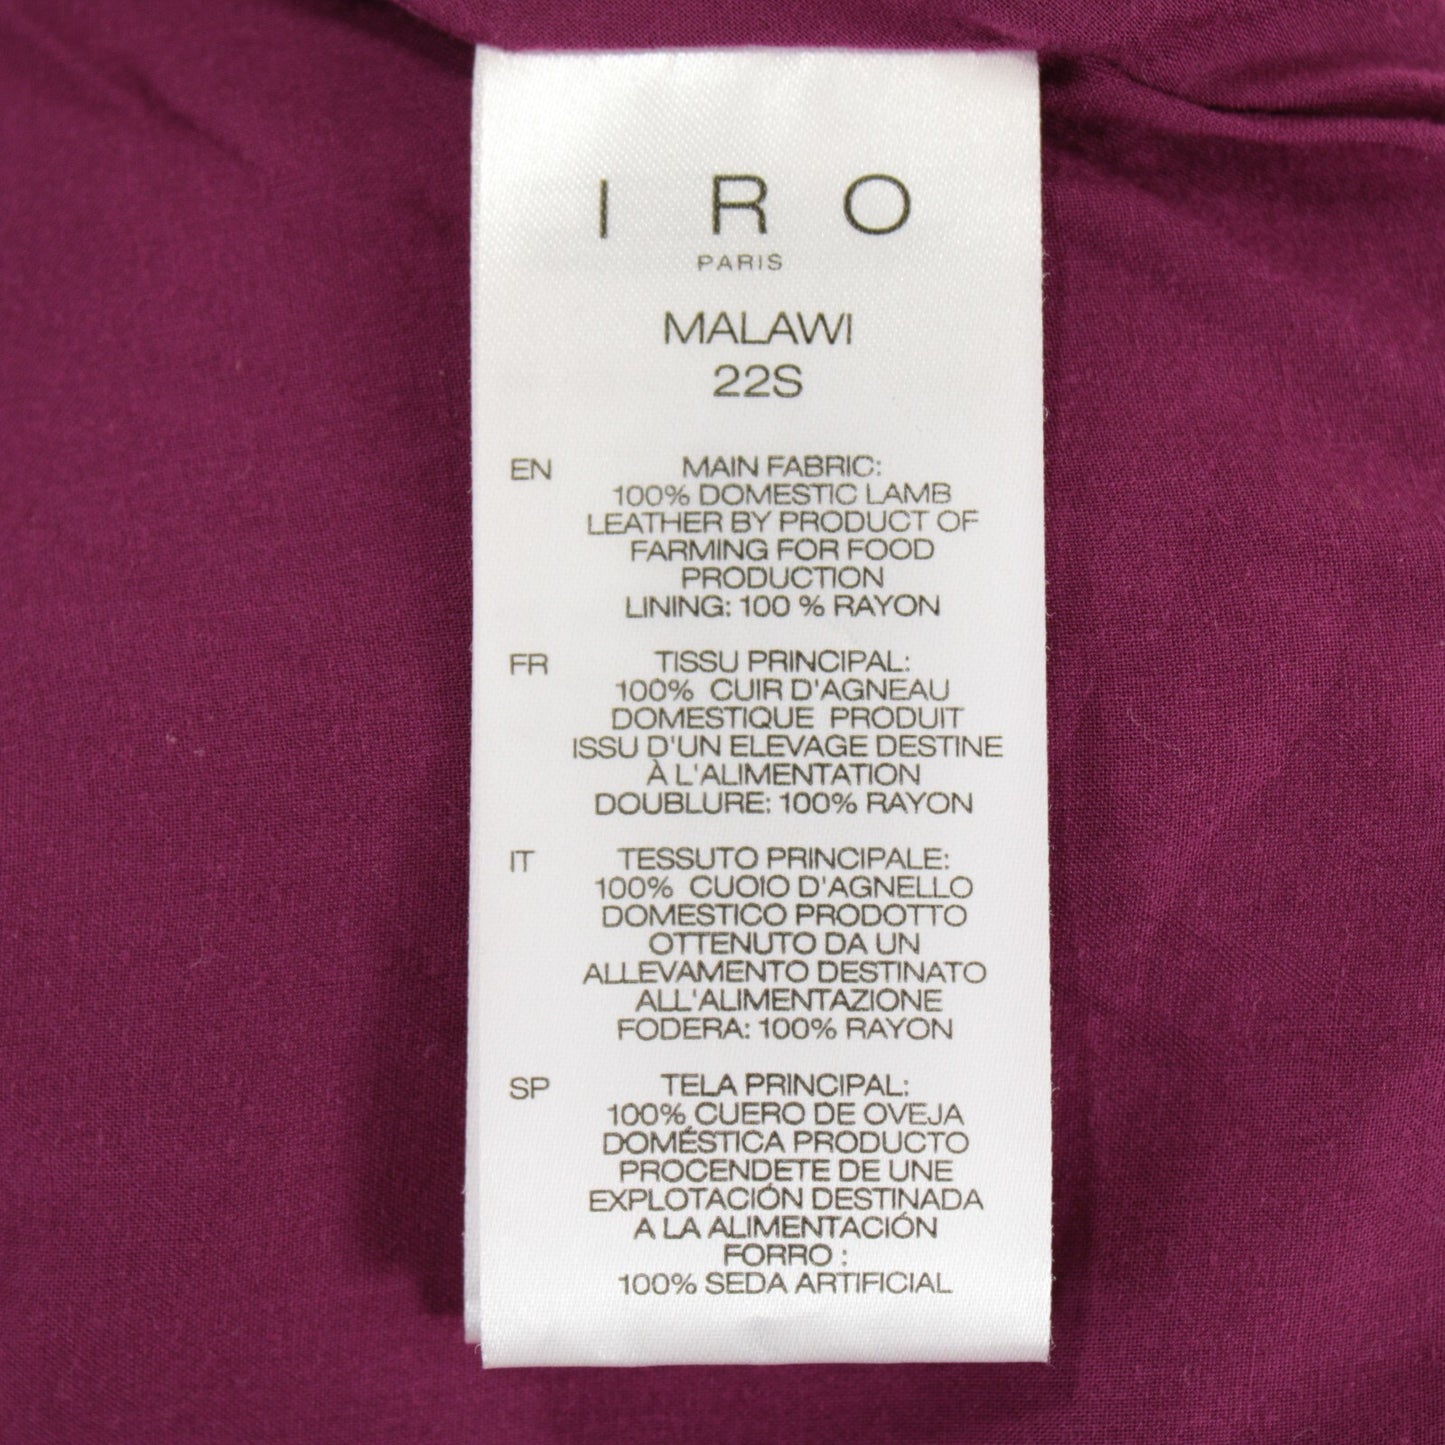 I R O
PARIS
MALAWI
22S
EN MAIN FABRIC:
100% DOMESTIC LAMB
LEATHER BY PRODUCT OF
FARMING FOR FOOD
PRODUCTION
LINING: 100 % RAYON
FR TISSU PRINCIPAL:
100% CUIR D'AGNEAU
DOMESTIQUE PRODUIT
ISSU D'UN ELEVAGE DESTINE
À L'ALIMENTATION
DOUBLURE: 100% RAYON
IT TESSUTO PRINCIPALE:
100% CUOIO D'AGNELLO
DOMESTICO PRODOTTO
OTTENUTO DA UN
ALLEVAMENTO DESTINATO
ALL'ALIMENTAZIONE
FODERA: 100% RAYON
SP TELA PRINCIPAL:
100% CUERO DE OVEJA
DOMÉSTICA PRODUCTO
PROCENDETE DE UNE
EXPLOTACIÓN DESTINADA
A LA ALIMENTACIÓN
FORRO :
100% SEDA ARTIFICIAL